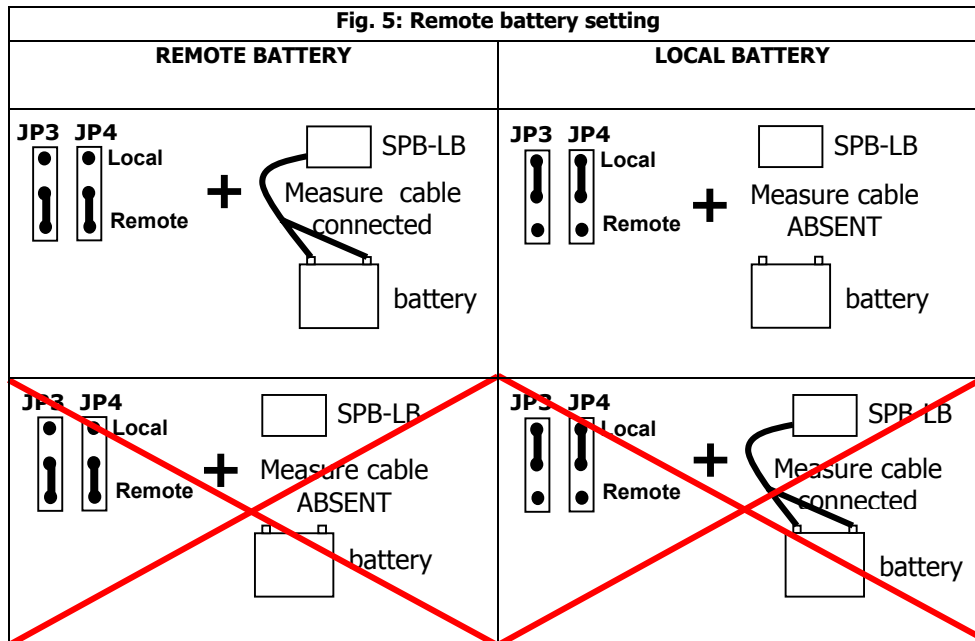 Fig. 5: Remote battery setting
REMOTE BATTERY
LOCAL BATTERY
JP3 JP4
Local
Remote
+
SPB-LB
Measure cable
connected
battery
JP3 JP4
Local
Remote
+
SPB-LB
Measure cable
ABSENT
battery
JP3 JP4
Local
Remote
+
SPB-LB
Measure cable
ABSENT
battery
JP3 JP4
Local
Remote
+
SPB-LB
Measure cable
connected
battery